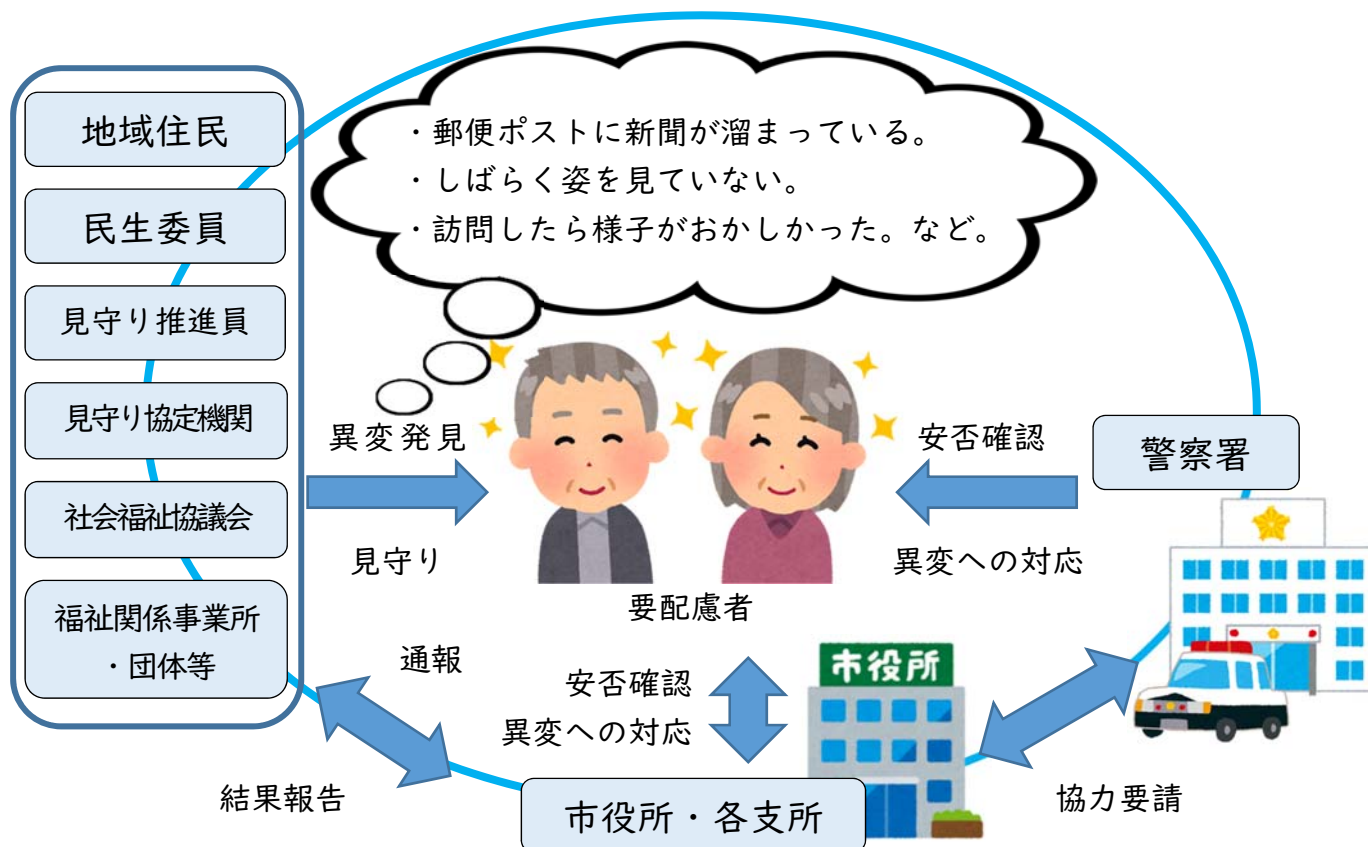 地域住民
民生委員
見守り推進員
見守り協定機関
社会福祉協議会
福祉関係事業所
・団体等
・郵便ポストに新聞が溜まっている。
・しばらく姿を見ていない。
・訪問したら様子がおかしかった。など。
異変発見
見守り
要配慮者
安否確認
異変への対応
警察署
通報
結果報告
安否確認
異変への対応
市役所
市役所・各支所
協力要請